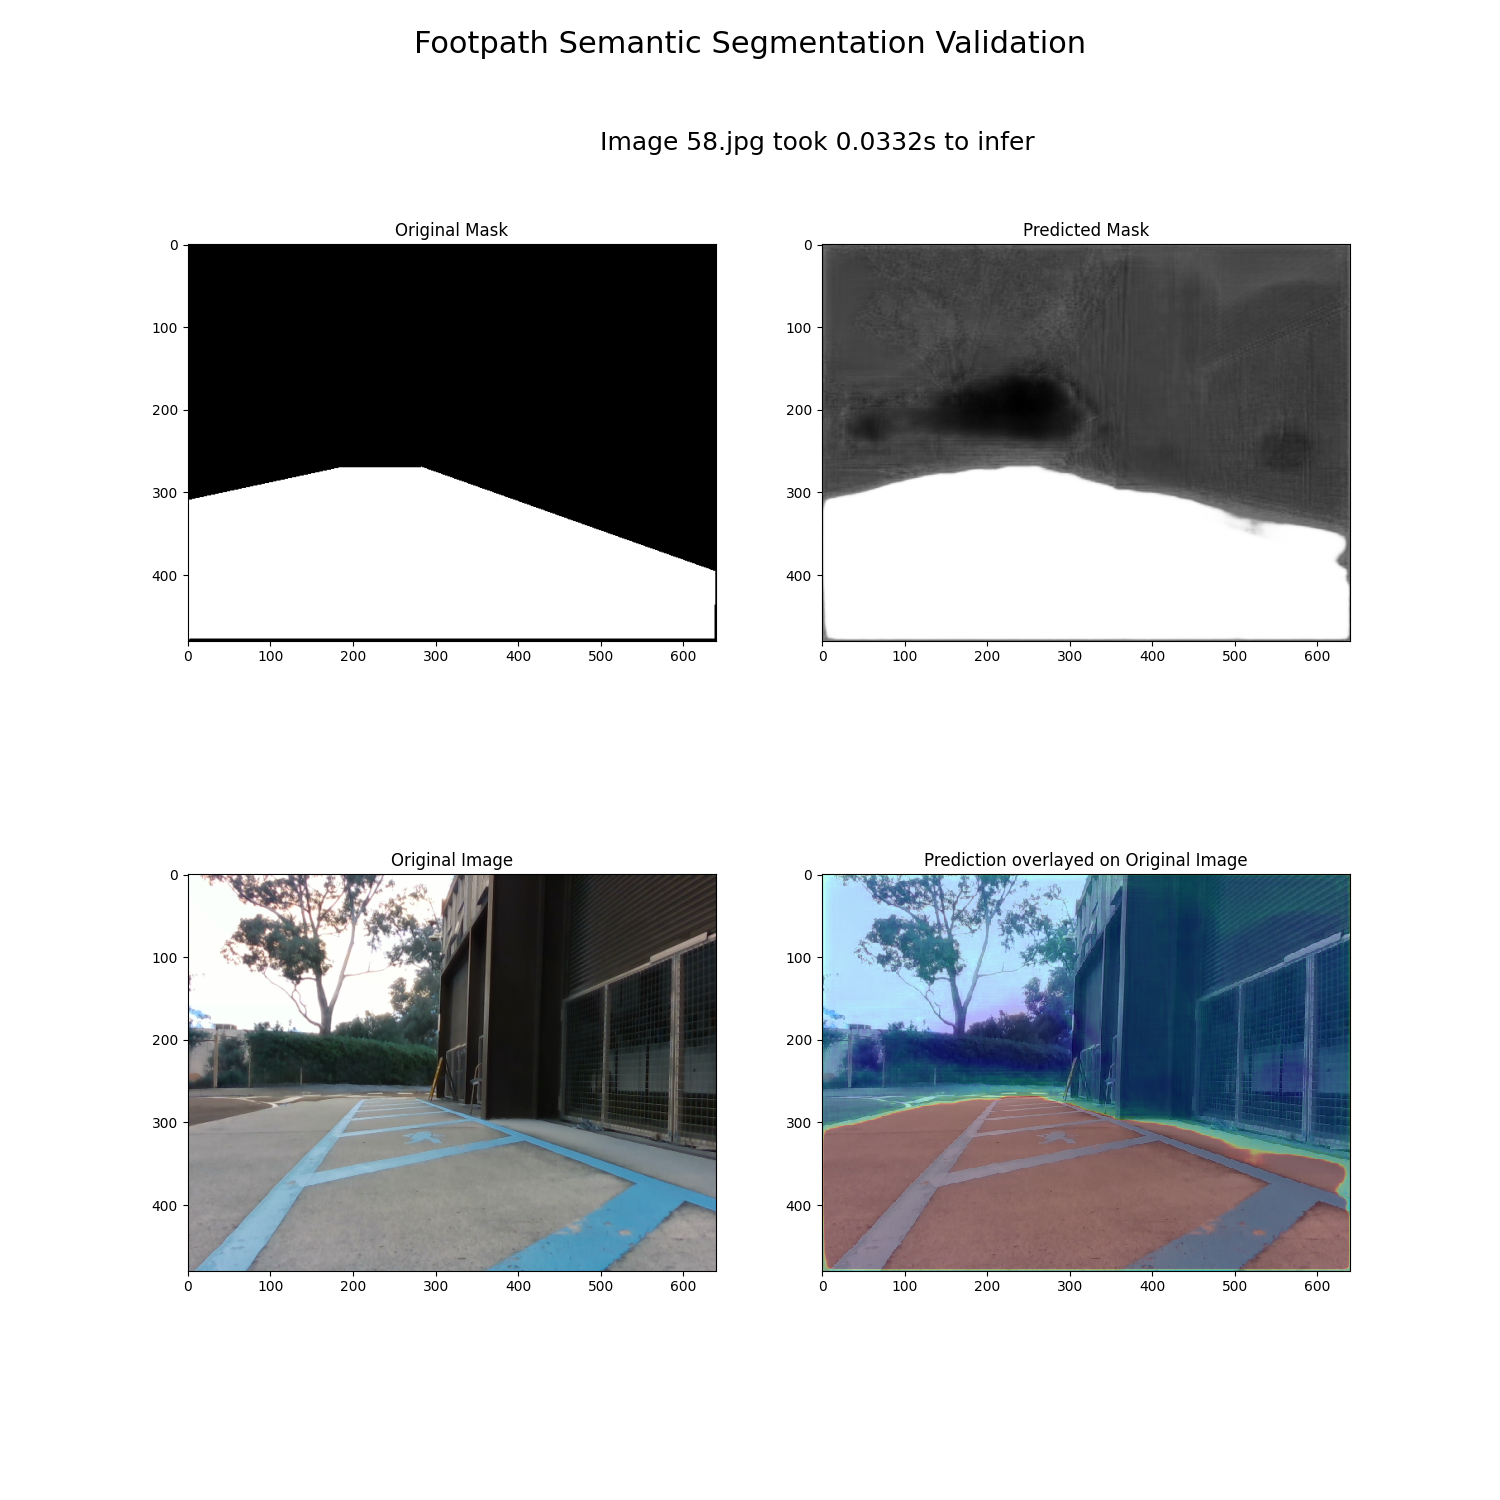 Footpath Semantic Segmentation Validation
Image 58.jpg took 0.0332s to infer
Original Mask
0
100
200
300
400
0 100 200 300 400 500 600
Predicted Mask
0
100
200
300
400
0 100 200 300 400 500 600
Original Image
0
100
200
300
400
0 100 200 300 400 500 600
Prediction overlayed on Original Image
0
100
200
300
400
0 100 200 300 400 500 600